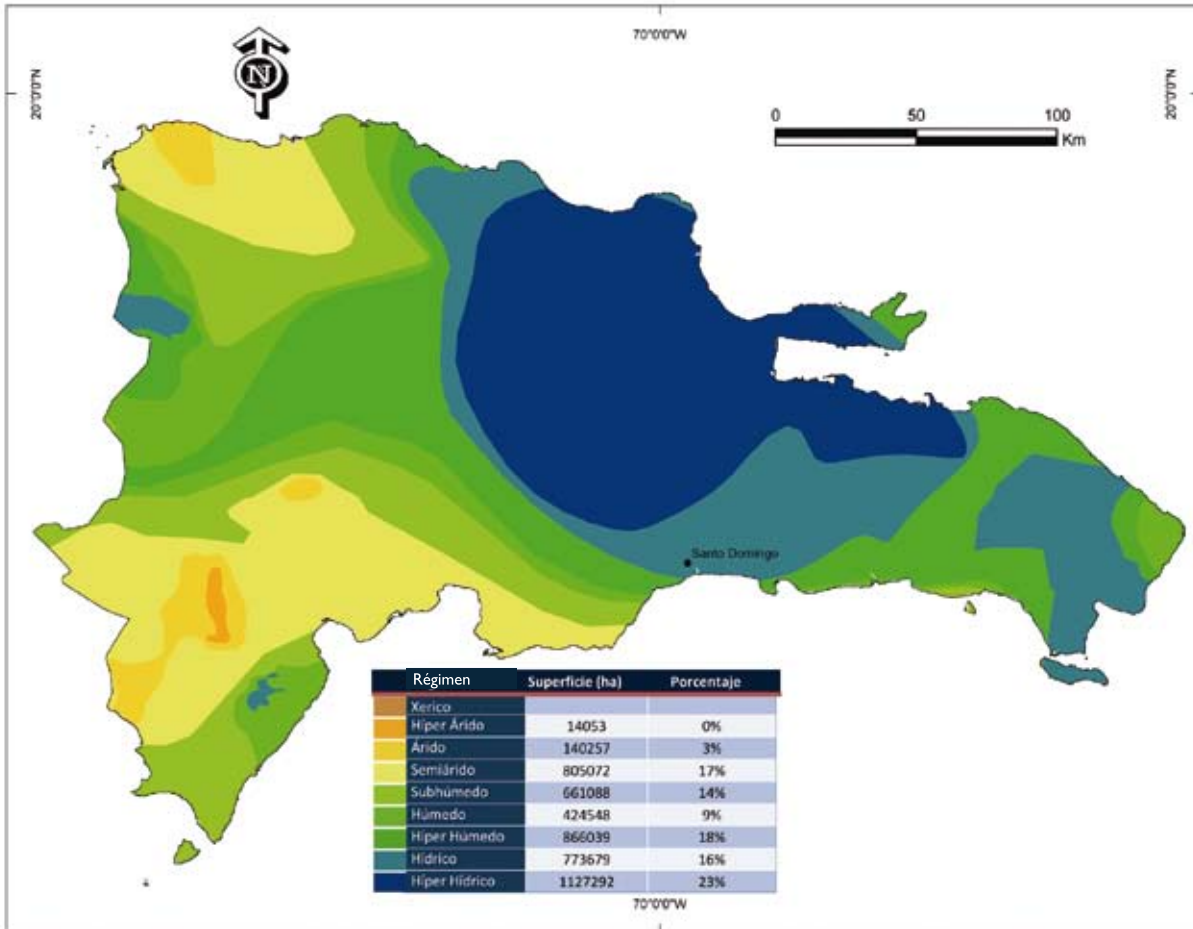 70°0'0"W
20°0'0"N
N
20°0'0"N
0 50 100
Km
Santo Domingo
Régimen Superficie (ha) Porcentaje
Xerico
Híper Árido 14053 0%
Árido 140257 3%
Semiárido 805072 17%
Subhúmedo 661088 14%
Húmedo 424548 9%
Híper Húmedo 866039 18%
Hídrico 773679 16%
Híper Hídrico 1127292 23%
70°0'0"W